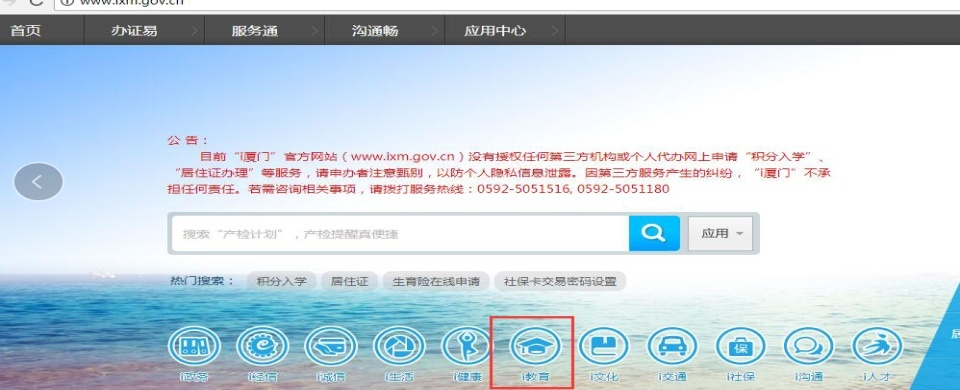 www.ixm.gov.cn
首页 办证易 服务通 沟通畅 应用中心
公 告：
目前“i厦门”官方网站（www.ixm.gov.cn）没有授权任何第三方机构或个人代办网上申请“积分入学”、
“居住证办理”等服务，请申办者注意甄别，以防个人隐私信息泄露。因第三方服务产生的纠纷，“i厦门”不承
担任何责任。若需咨询相关事项，请拨打服务热线：0592-5051516, 0592-5051180
搜索“产检计划”，产检提醒真便捷 应用
热门搜索： 积分入学 居住证 生育险在线申请 社保卡交易密码设置
保
i政务 i经信 i诚信 i生活 i健康 i教育 i文化 i交通 i社保 i沟通 i人才